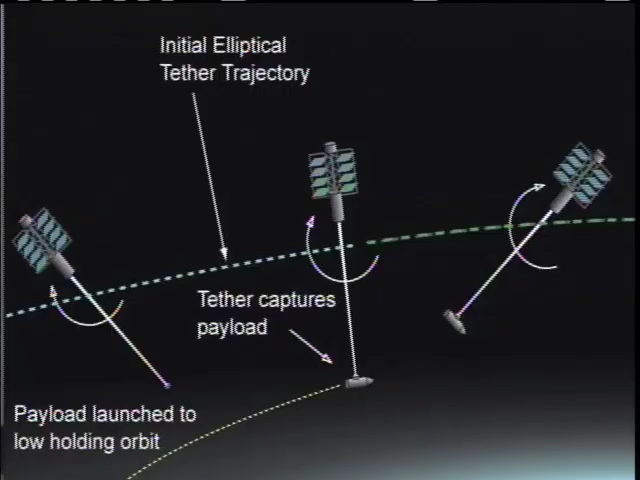 Initial Elliptical
Tether Trajectory
Tether captures
payload
Payload launched to
low holding orbit